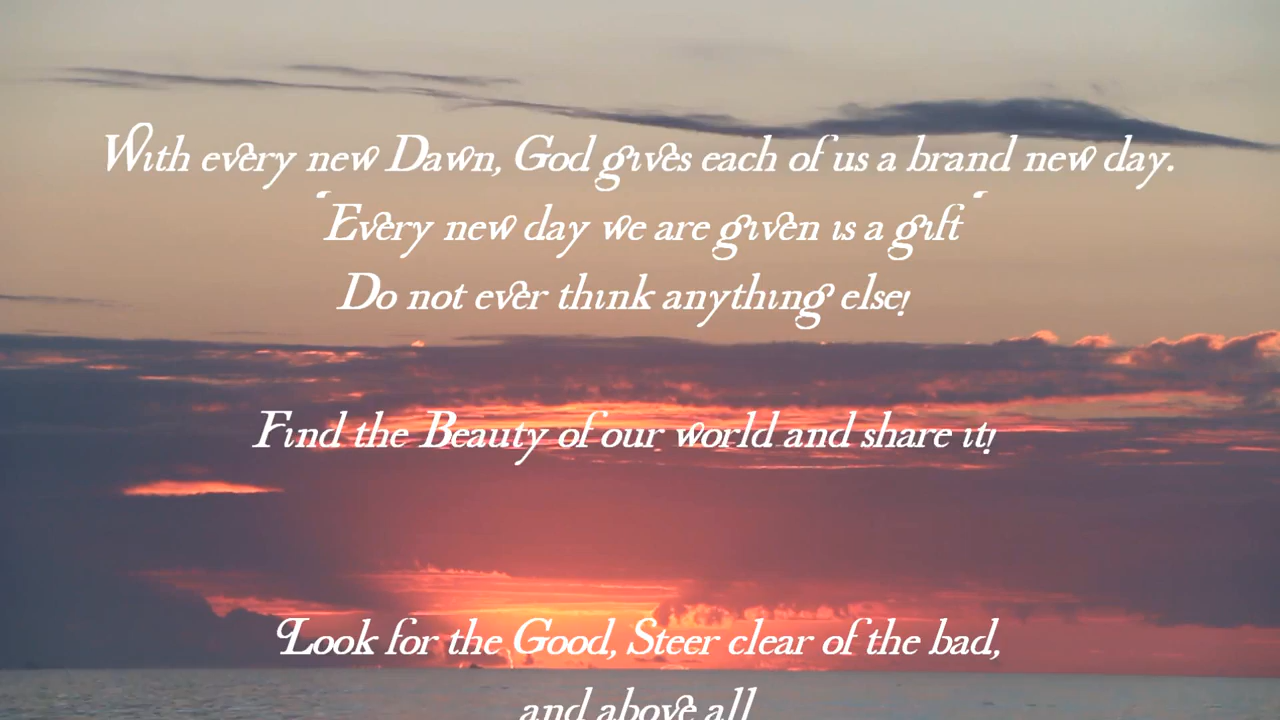 With every new Dawn, God gives each of us a brand new day.
"Every new day we are given is a gift"
Do not ever think anything else!
Find the Beauty of our world and share it!
Look for the Good, Steer clear of the bad,
and above all